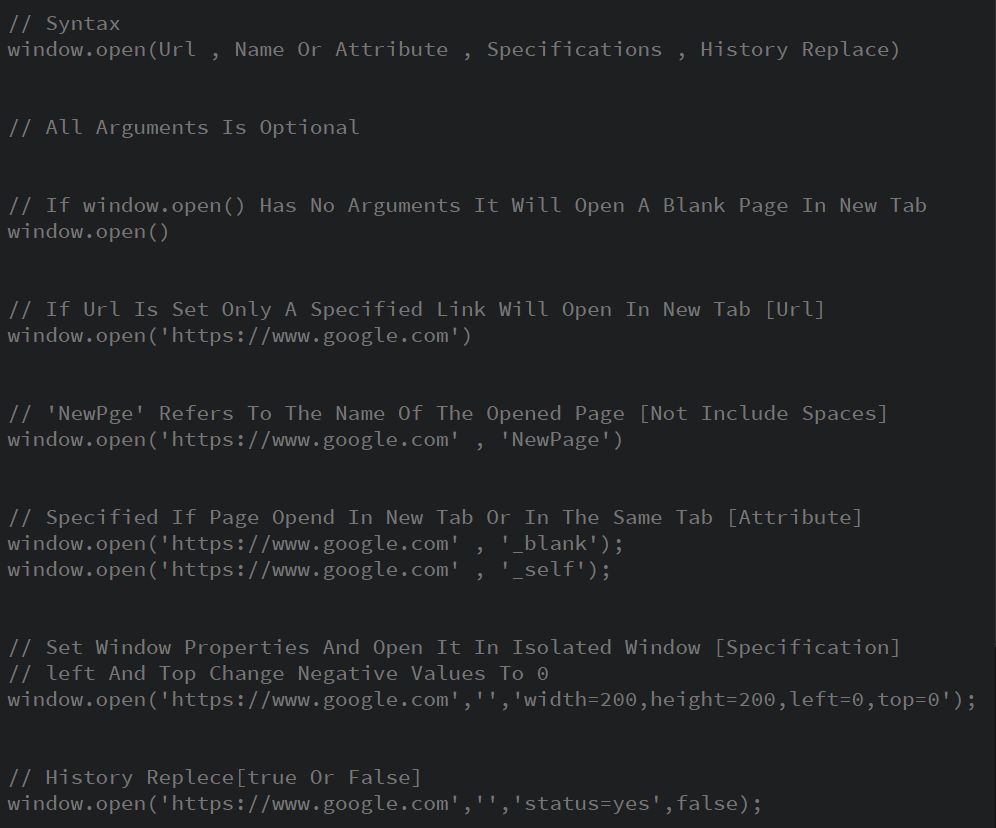 // Syntax
window.open(Url , Name Or Attribute , Specifications , History Replace)
// All Arguments Is Optional
// If window.open() Has No Arguments It Will Open A Blank Page In New Tab
window.open()
// If Url Is Set Only A Specified Link Will Open In New Tab [Url]
window.open('https://www.google.com')
// 'NewPge' Refers To The Name Of The Opened Page [Not Include Spaces]
window.open('https://www.google.com' , 'NewPage')
// Specified If Page Opend In New Tab Or In The Same Tab [Attribute]
window.open('https://www.google.com' , '_blank');
window.open('https://www.google.com' , '_self');
// Set Window Properties And Open It In Isolated Window [Specification]
// left And Top Change Negative Values To 0
window.open('https://www.google.com','','width=200,height=200,left=0,top=0');
// History Replece[true Or False]
window.open('https://www.google.com','','status=yes',false);